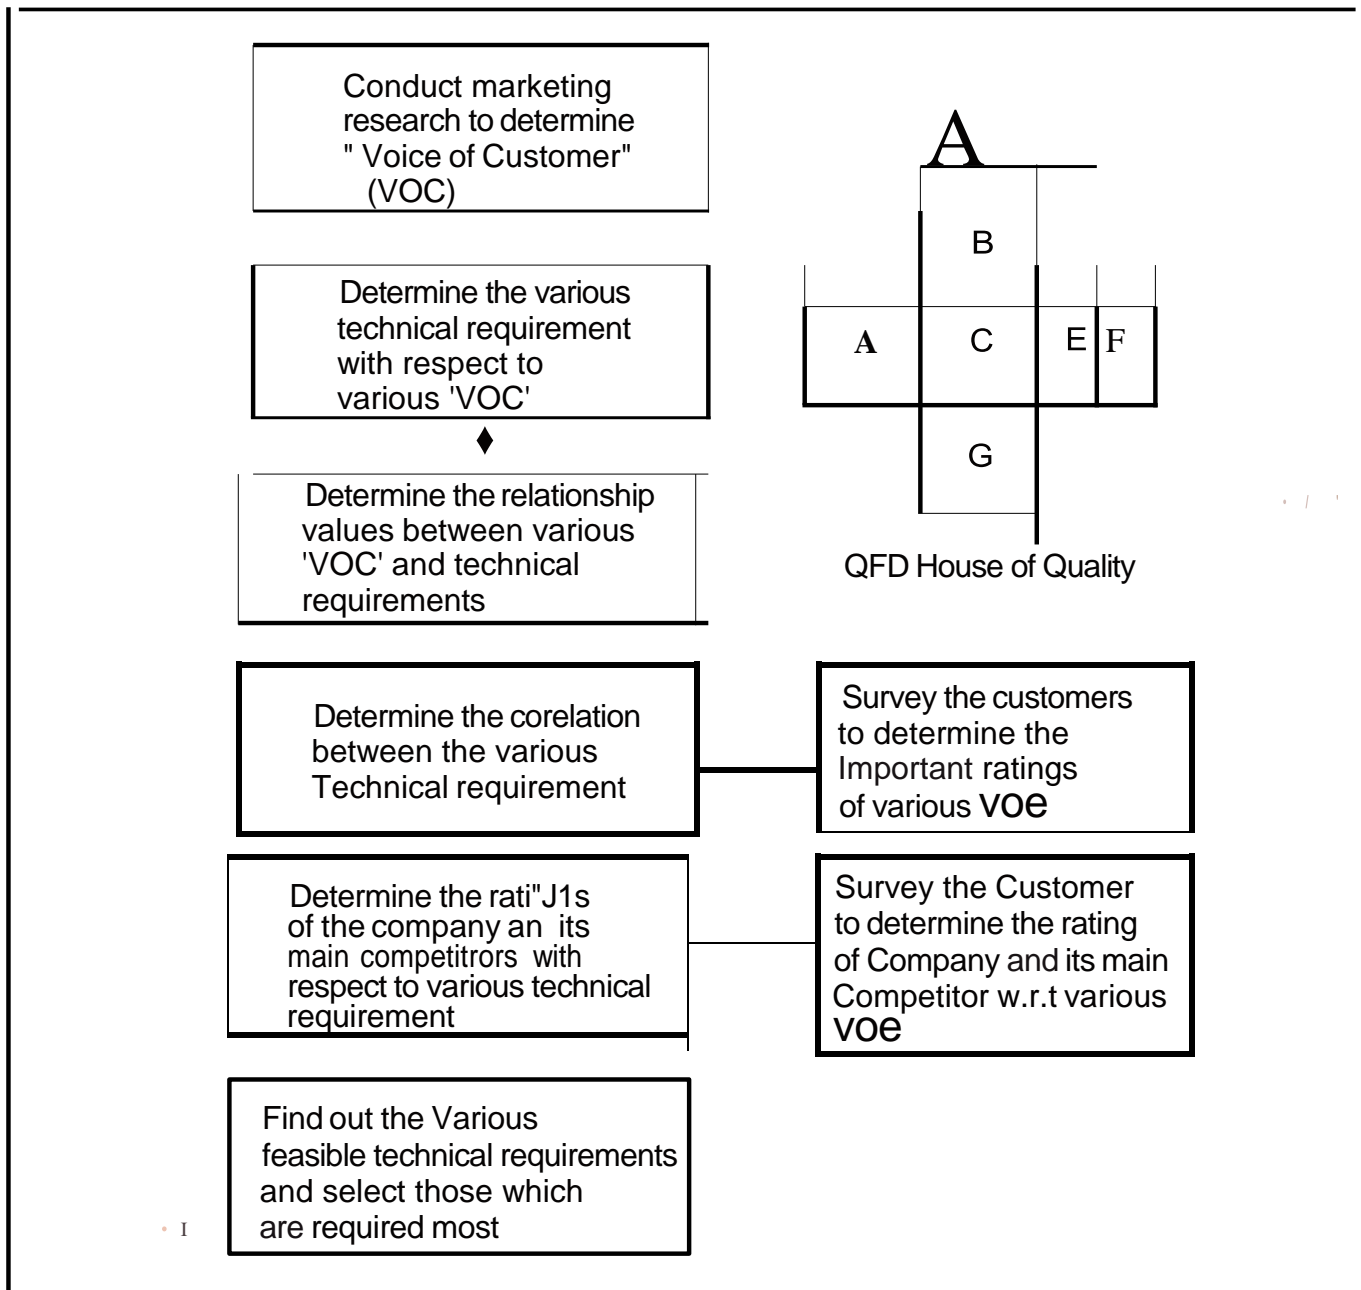 Conduct marketing
research to determine
" Voice of Customer"
(VOC)
Determine the various
technical requirement
with respect to
various 'VOC'
Determine the relationship
values between various
'VOC' and technical
requirements
A
B
A C E F
G
QFD House of Quality
Determine the corelation
between the various
Technical requirement
Survey the customers
to determine the
Important ratings
of various voe
Determine the rati"J1s
of the company an its
main competitrors with
respect to various technical
requirement
Survey the Customer
to determine the rating
of Company and its main
Competitor w.r.t various
voe
Find out the Various
feasible technical requirements
and select those which
are required most
I